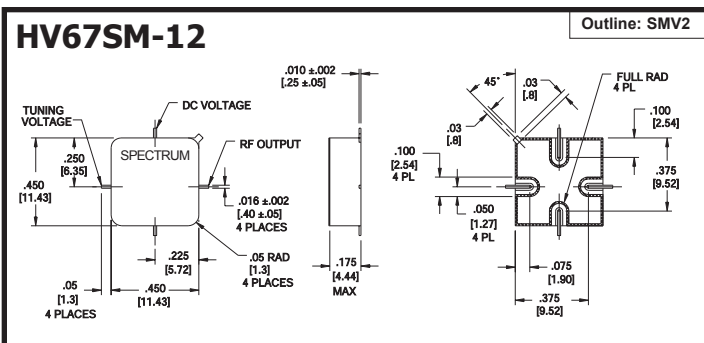 HV67SM-12
Outline: SMV2
TUNING
VOLTAGE
DC VOLTAGE
RF OUTPUT
SPECTRUM
.250
[6.35]
.450
[11.43]
.016 ±.002
[.40 ±.05]
4 PLACES
.225
[5.72]
.05 RAD
[1.3]
4 PLACES
.05
[1.3]
4 PLACES
.450
[11.43]
.010 ±.002
[.25 ±.05]
.175
[4.44]
MAX
45°
.03
[.8]
.03
[.8]
FULL RAD
4 PL
.100
[2.54]
.100
[2.54]
4 PL
.375
[9.52]
.050
[1.27]
4 PL
.075
[1.90]
.375
[9.52]